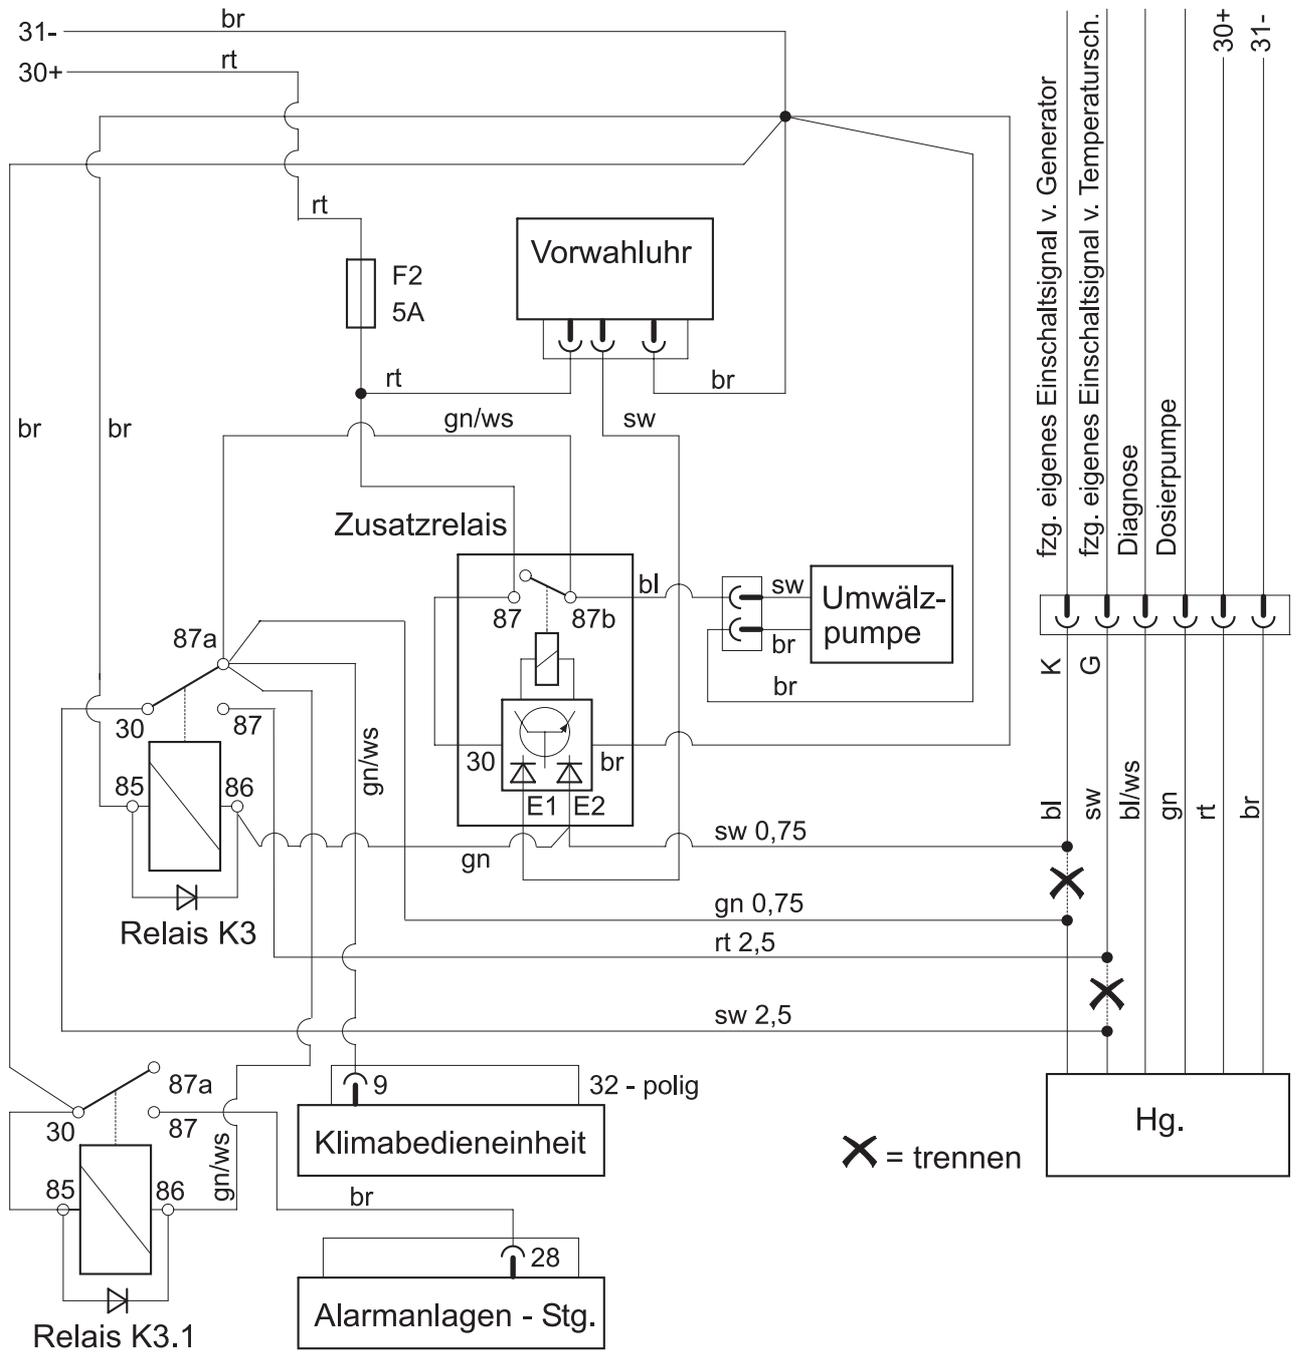 31-
br
30+
rt
rt
F2
5A
Vorwahluhr
rt
br
gn/ws
sw
br
br
Zusatzrelais
87
87b
bl
sw
br
Umwälz-
pumpe
br
30
br
E1
E2
87a
30
87
85
86
gn/ws
Relais K3
gn
sw 0,75
gn 0,75
rt 2,5
sw 2,5
fzg. eigenes Einschaltsignal v. Generator
fzg. eigenes Einschaltsignal v. Temperatursch.
Diagnose
Dosierpumpe
30+
31-
K
G
bl
sw
bl/ws
gn
rt
br
87a
30
87
85
86
gn/ws
Relais K3.1
9
32 - polig
Klimabedieneinheit
br
28
Alarmanlagen - Stg.
= trennen
Hg.